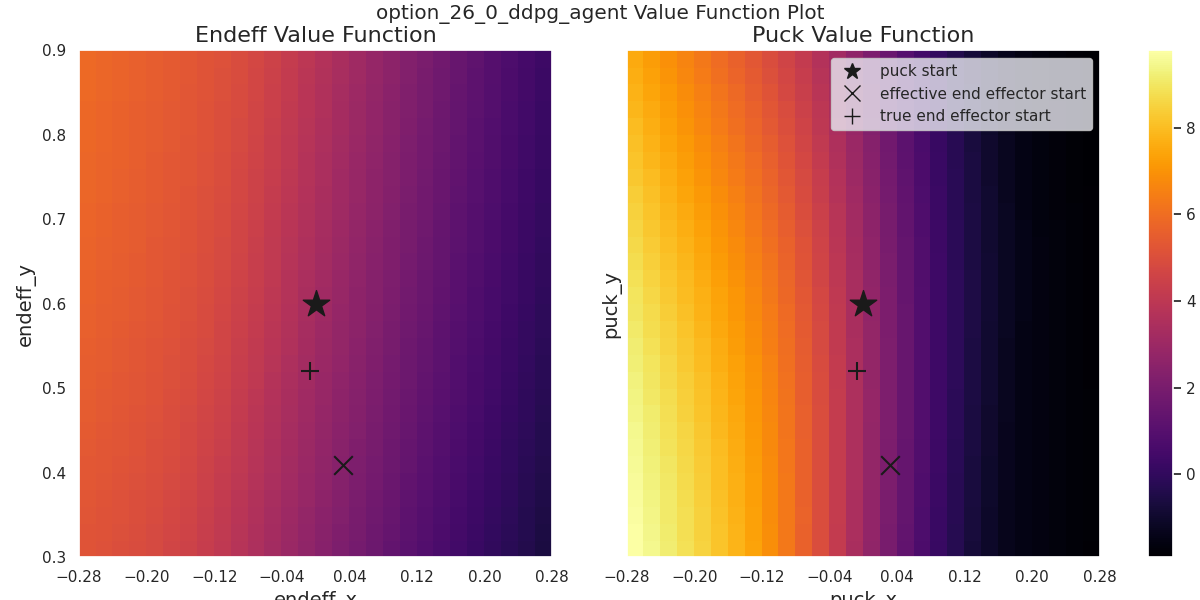 option_26_0_ddpg_agent Value Function Plot
Endeff Value Function
Puck Value Function
puck start
effective end effector start
true end effector start
endeff_y
0.9
0.8
0.7
0.6
0.5
0.4
0.3
−0.28 −0.20 −0.12 −0.04 0.04 0.12 0.20 0.28
endeff_x
puck_y
−0.28 −0.20 −0.12 −0.04 0.04 0.12 0.20 0.28
puck_x
8
6
4
2
0